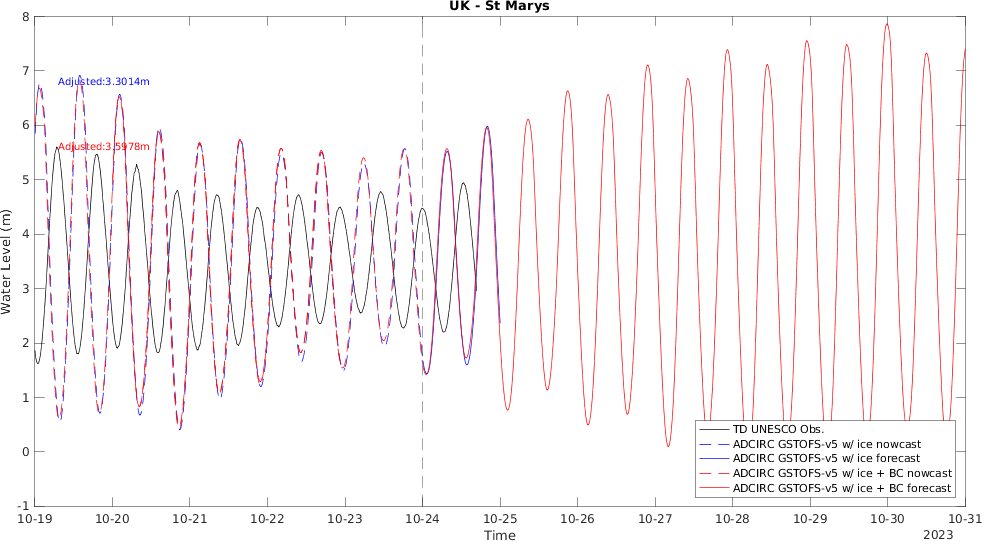 UK - St Marys
8
7
6
5
4
3
2
1
0
-1
Water Level (m)
Adjusted:3.3014m
Adjusted:3.5978m
TD UNESCO Obs.
ADCIRC GSTOFS-v5 w/ ice nowcast
ADCIRC GSTOFS-v5 w/ ice forecast
ADCIRC GSTOFS-v5 w/ ice + BC nowcast
ADCIRC GSTOFS-v5 w/ ice + BC forecast
10-19 10-20 10-21 10-22 10-23 10-24 10-25 10-26 10-27 10-28 10-29 10-30 10-31
Time
2023